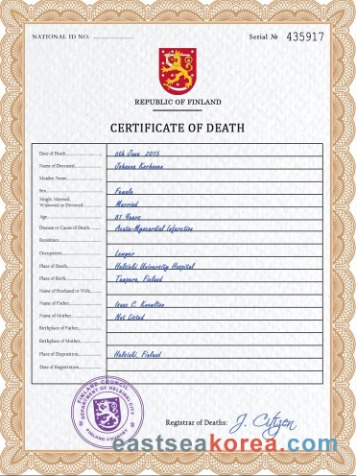 NATIONAL ID NO. ....................
Serial № 435917
REPUBLIC OF FINLAND
CERTIFICATE OF DEATH
Date of Death 11th June 2015
Name of Deceased Johanna Korhonen
Maiden Name
Sex Female
Single, Married,
Widowed or Divorced Married
Age 81 Years
Disease or Cause of Death Acute-Myocardial Infarction
Residence
Occupation Lawyer
Place of Death Helsinki University Hospital
Place of Birth Tampere, Finland
Name of Husband or Wife
Name of Father Isaac C.
Name of Mother Not Listed
Birthplace of Father
Birthplace of Mother
Place of Disposition Helsinki, Finland
Date of Registration
FINLAND COUNCIL
DEPARTMENT OF HELSINKI CITY
FINLAND COUNTRY
Registrar of Deaths: J. Citizen
eastseakorea.com